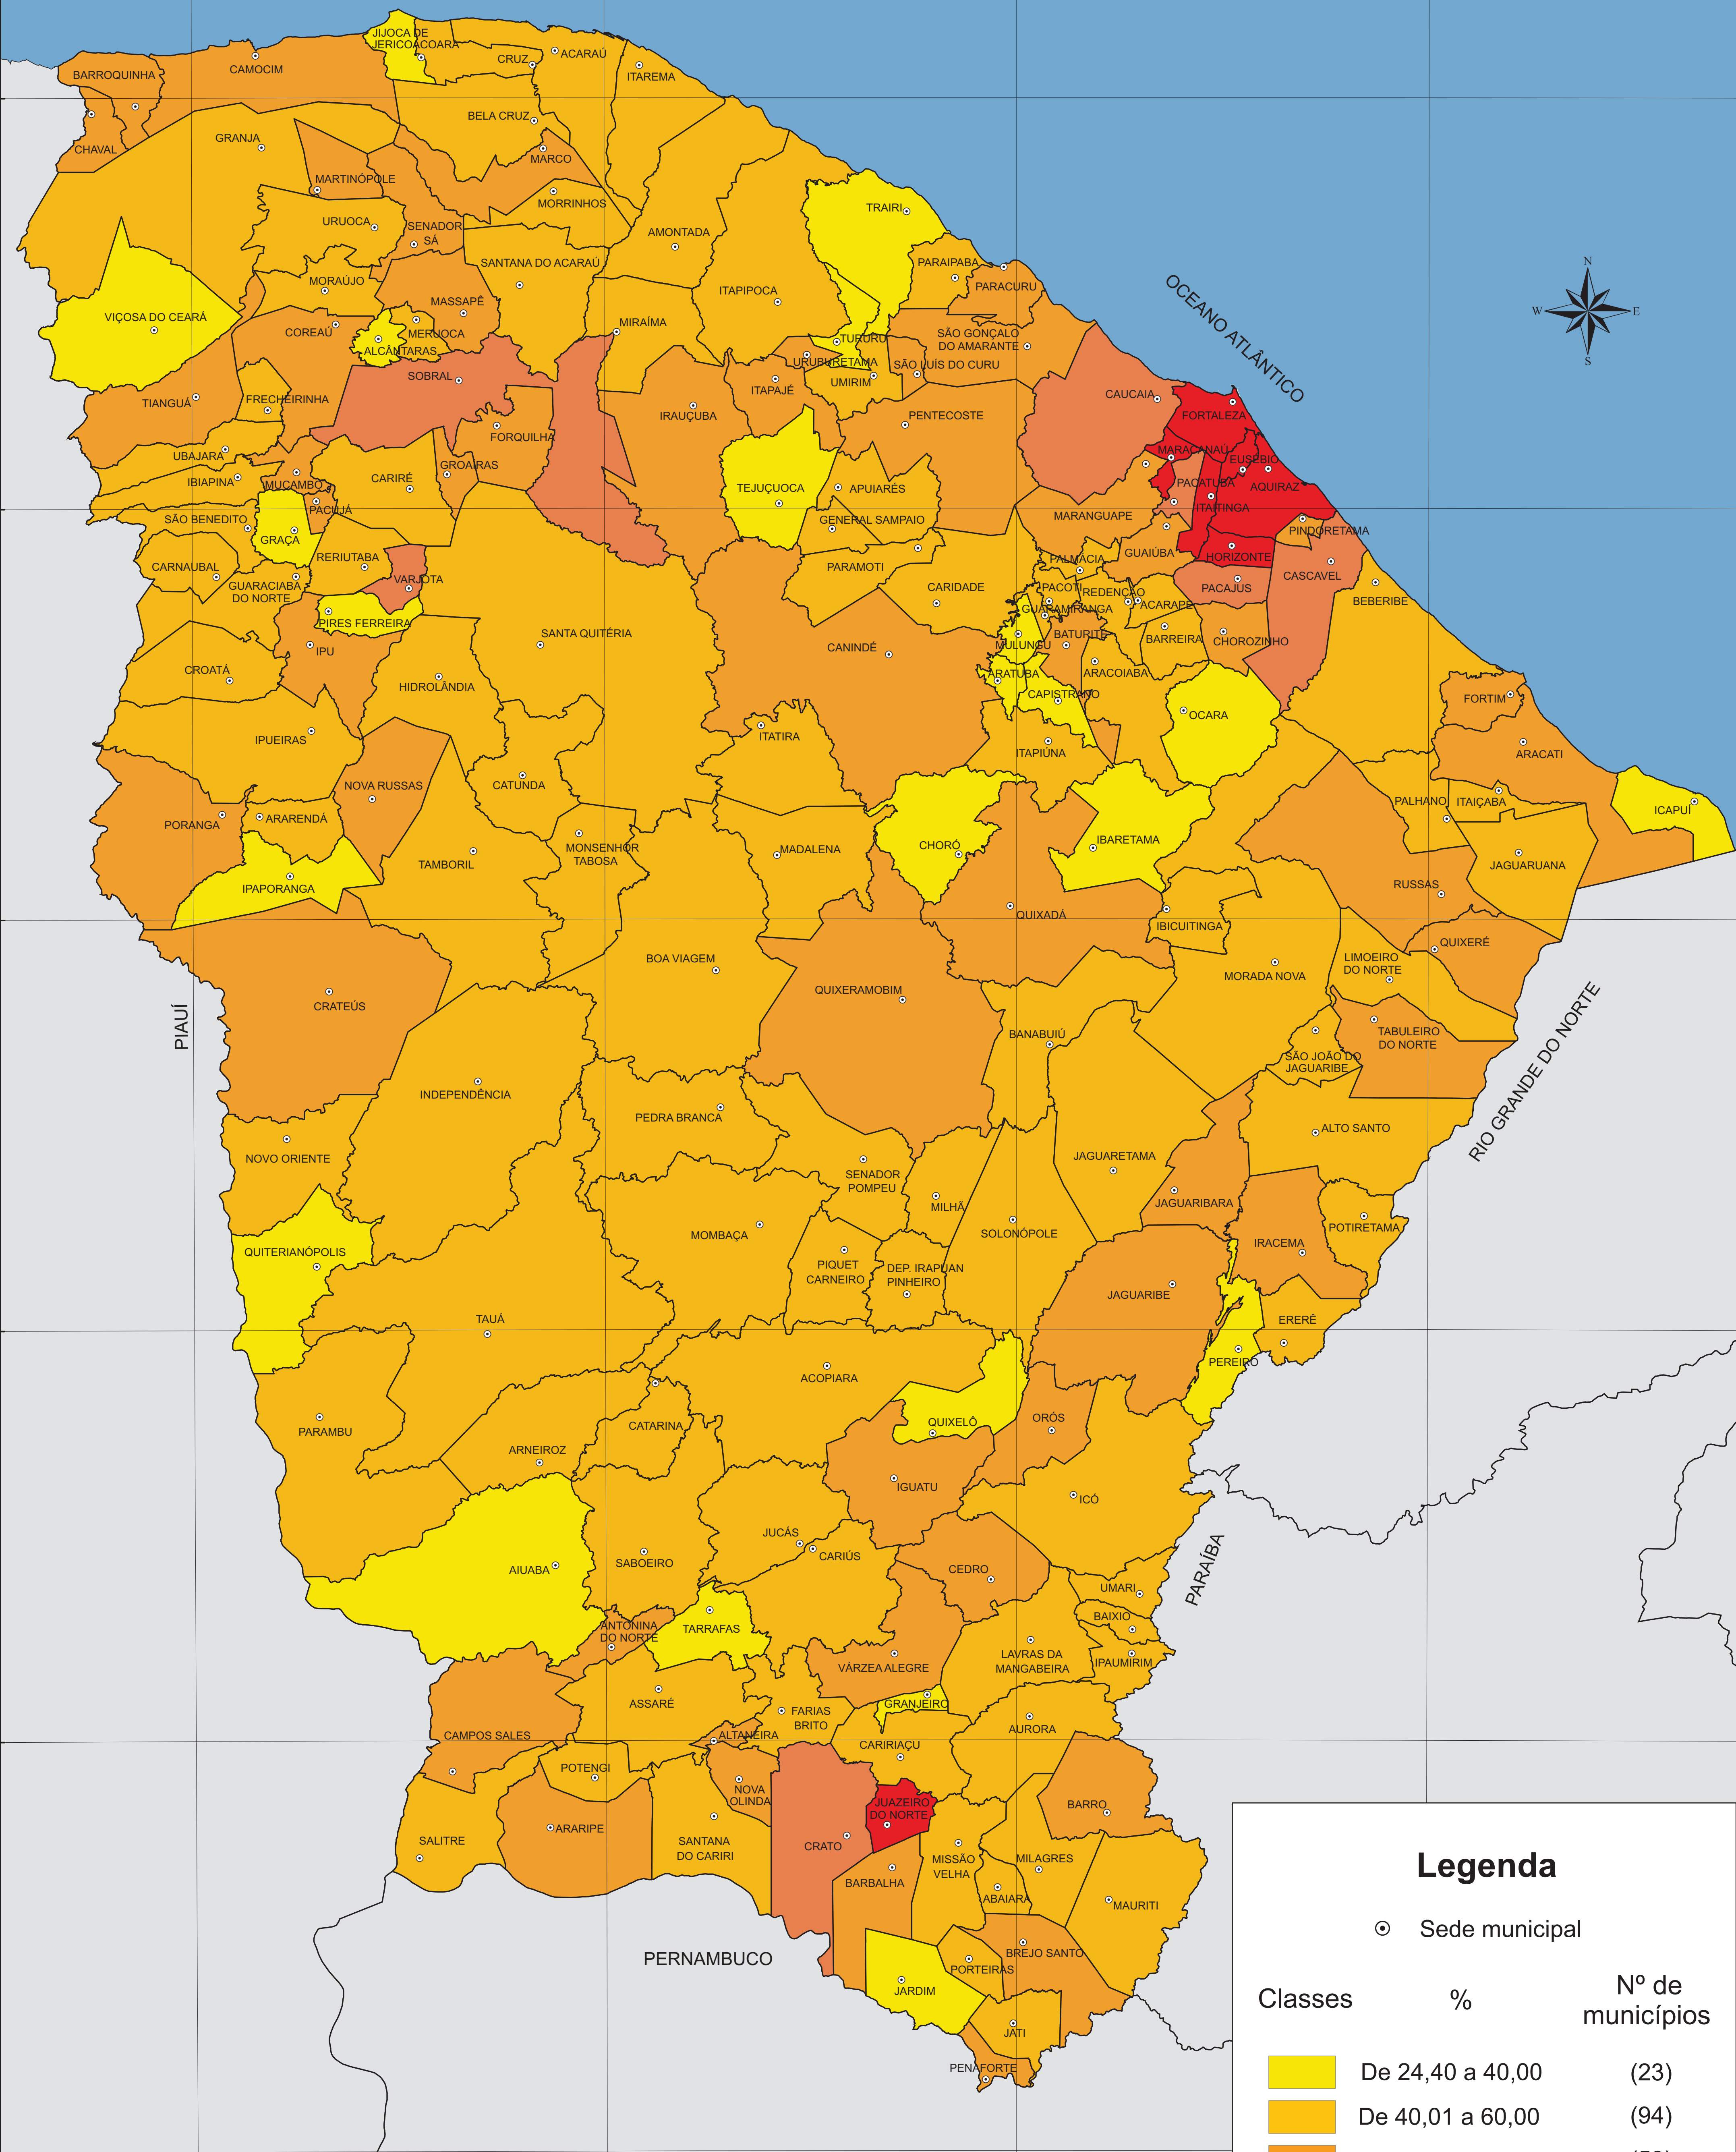 JIJOCA DE
JERICOACOARA
CRUZ
ACARAÚ
ITAREMA
BARROQUINHA
CAMOCIM
CHAVAL
GRANJA
BELA CRUZ
MARCO
MARTINÓPOLE
MORRINHOS
URUOCA
SENADOR
SÁ
AMONTADA
TRAIRI
SANTANA DO ACARAÚ
PARAIPABA
PARACURU
MORAÚJO
ITAPIPOCA
MASSAPÊ
VIÇOSA DO CEARÁ
COREAÚ
MERUOCA
MIRAÍMA
ALCÂNTARAS
TURURU
SÃO GONÇALO
DO AMARANTE
URUBURETAMA
SÃO LUÍS DO CURU
OCEANO ATLÂNTICO
N
W
E
S
SOBRAL
UMIRIM
ITAPAJÉ
TIANGUÁ
FRECHEIRINHA
IRAUÇUBA
PENTECOSTE
CAUCAIA
FORTALEZA
FORQUILHA
UBAJARA
MARACANAÚ
EUSÉBIO
IBIAPINA
MUCAMBO
CARIRÉ
GROAÍRAS
TEJUÇUOCA
APUIARÉS
PACATUBA
AQUIRAZ
PACUJÁ
SÃO BENEDITO
GRAÇA
GENERAL SAMPAIO
MARANGUAPE
ITAITINGA
PINDORETAMA
CARNAUBAL
RERIUTABA
VARJOTA
PARAMOTI
PALMÁCIA
GUAIÚBA
HORIZONTE
CASCAVEL
GUARACIABA
DO NORTE
CARIDADE
PACOTI
REDENÇÃO
PACAJUS
BEBERIBE
GUARAMIRANGA
ACARAPE
PIRES FERREIRA
SANTA QUITÉRIA
BATURITÉ
BARREIRA
CHOROZINHO
IPU
CANINDÉ
MULUNGU
CROATÁ
HIDROLÂNDIA
ARATUBA
ARACOIABA
CAPISTRANO
FORTIM
OCARA
IPUEIRAS
ITATIRA
ITAPIÚNA
ARACATI
NOVA RUSSAS
CATUNDA
PALHANO
ITAIÇABA
ICAPUÍ
PORANGA
ARARENDÁ
CHORÓ
IBARETAMA
MONSENHOR
TABOSA
MADALENA
TAMBORIL
JAGUARUANA
IPAPORANGA
RUSSAS
QUIXADÁ
IBICUITINGA
QUIXERÉ
BOA VIAGEM
LIMOEIRO
DO NORTE
MORADA NOVA
QUIXERAMOBIM
CRATEÚS
PIAUÍ
BANABUIÚ
TABULEIRO
DO NORTE
RIO GRANDE DO NORTE
SÃO JOÃO DO
JAGUARIBE
INDEPENDÊNCIA
PEDRA BRANCA
ALTO SANTO
NOVO ORIENTE
JAGUARETAMA
SENADOR
POMPEU
MILHÃ
JAGUARIBARA
POTIRETAMA
MOMBAÇA
SOLONÓPOLE
IRACEMA
QUITERIANÓPOLIS
PIQUET
CARNEIRO
DEP. IRAPUAN
PINHEIRO
JAGUARIBE
TAUÁ
ERERÊ
PEREIRO
ACOPIARA
QUIXELÔ
ORÓS
PARAMBU
CATARINA
ARNEIROZ
IGUATU
ICÓ
JUCÁS
CARIÚS
SABOEIRO
AIUABA
CEDRO
PARAÍBA
UMARI
BAIXIO
ANTONINA
DO NORTE
TARRAFAS
LAVRAS DA
MANGABEIRA
IPAUMIRIM
VÁRZEA ALEGRE
ASSARÉ
GRANJEIRO
FARIAS
BRITO
AURORA
CAMPOS SALES
ALTANEIRA
CARIRIAÇU
POTENGI
NOVA
OLINDA
JUAZEIRO
DO NORTE
BARRO
ARARIPE
SALITRE
SANTANA
DO CARIRI
CRATO
MISSÃO
VELHA
MILAGRES
BARBALHA
ABAIARA
MAURITI
PERNAMBUCO
BREJO SANTO
PORTEIRAS
JARDIM
JATI
PENAFORTE
Legenda
Sede municipal
Classes % Nº de
municípios
De 24,40 a 40,00 (23)
De 40,01 a 60,00 (94)